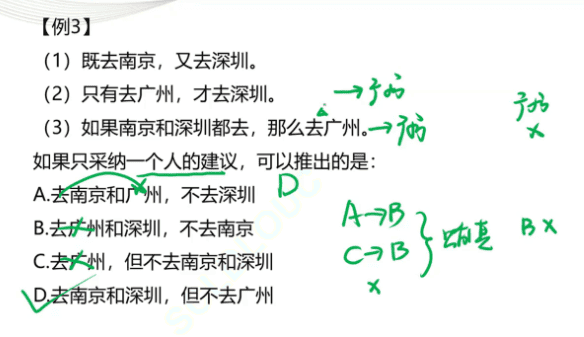 【例3】
(1)既去南京，又去深圳。
(2)只有去广州，才去深圳。 →广州
(3)如果南京和深圳都去，那么去广州。→广州
广州
×
如果只采纳一个人的建议，可以推出的是：
A.去南京和广州，不去深圳 D
B.去广州和深圳，不去南京
C.去广州，但不去南京和深圳
D.去南京和深圳，但不去广州
A→B
C→B
×
B ×